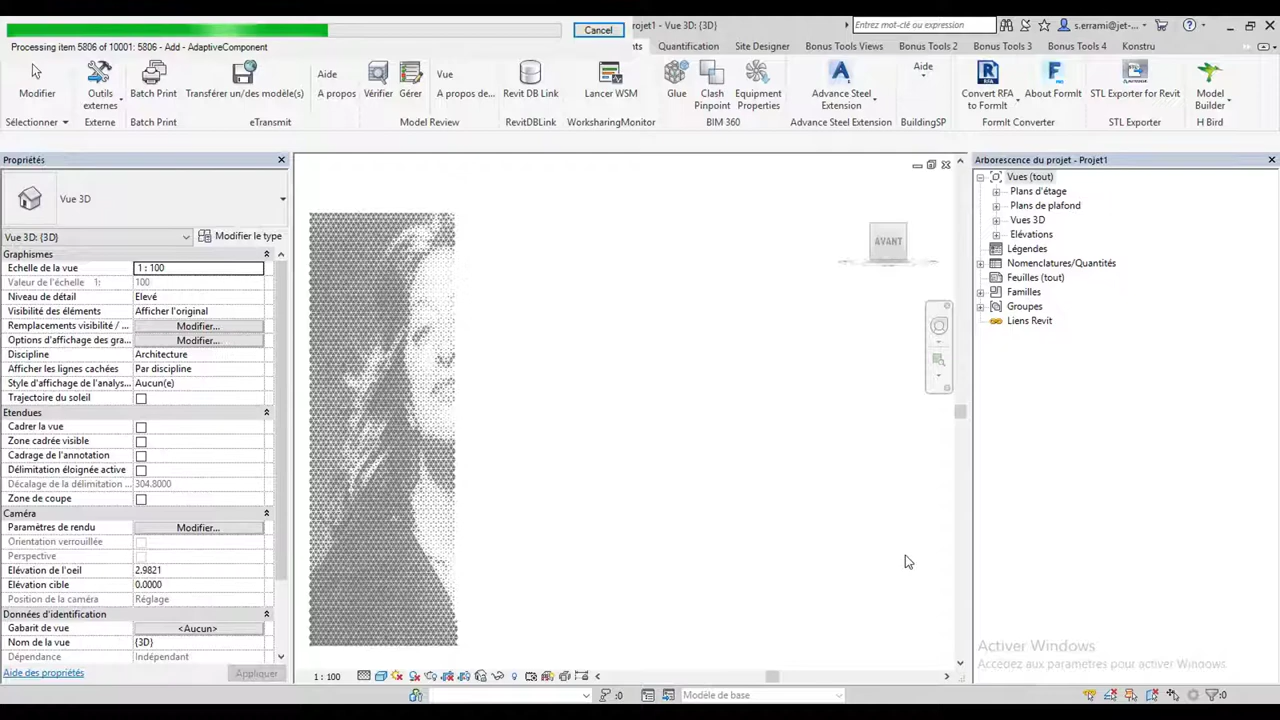 Cancel
rojet1 - Vue 3D: {3D}
Entrez mot-clé ou expression
s.errami@jet-...
Processing item 5806 of 10001: 5806 - Add - AdaptiveComponent
nts
Quantification
Site Designer
Bonus Tools Views
Bonus Tools 2
Bonus Tools 3
Bonus Tools 4
Konstru
Modifier
Outils externes
Batch Print
Transférer un/des modèle(s)
Aide
A propos
Vérifier
Gérer
Vue
A propos de...
Revit DB Link
Lancer WSM
Glue
Clash Pinpoint
Equipment Properties
Advance Steel Extension
Aide
Convert RFA to FormIt
About FormIt
STL Exporter for Revit
Model Builder
Sélectionner
Externe
Batch Print
eTransmit
Model Review
RevitDBLink
WorksharingMonitor
BIM 360
Advance Steel Extension
BuildingSP
FormIt Converter
STL Exporter
H Bird
Propriétés
Vue 3D
Vue 3D: {3D}
Modifier le type
Graphismes
Echelle de la vue 1 : 100
Valeur de l'échelle 1: 100
Niveau de détail Elevé
Visibilité des éléments Afficher l'original
Remplacements visibilité / ... Modifier...
Options d'affichage des gra... Modifier...
Discipline Architecture
Afficher les lignes cachées Par discipline
Style d'affichage de l'analys... Aucun(e)
Trajectoire du soleil
Etendues
Cadrer la vue
Zone cadrée visible
Cadrage de l'annotation
Délimitation éloignée active
Décalage de la délimitation ... 304.8000
Zone de coupe
Caméra
Paramètres de rendu Modifier...
Orientation verrouillée
Perspective
Elévation de l'oeil 2.9821
Elévation cible 0.0000
Position de la caméra Réglage
Données d'identification
Gabarit de vue <Aucun>
Nom de la vue {3D}
Dépendance Indépendant
Aide des propriétés
Appliquer
AVANT
Arborescence du projet - Projet1
Vues (tout)
Plans d'étage
Plans de plafond
Vues 3D
Elévations
Légendes
Nomenclatures/Quantités
Feuilles (tout)
Familles
Groupes
Liens Revit
Activer Windows
Accédez aux paramètres pour activer Windows.
1 : 100
:0
Modèle de base
:0